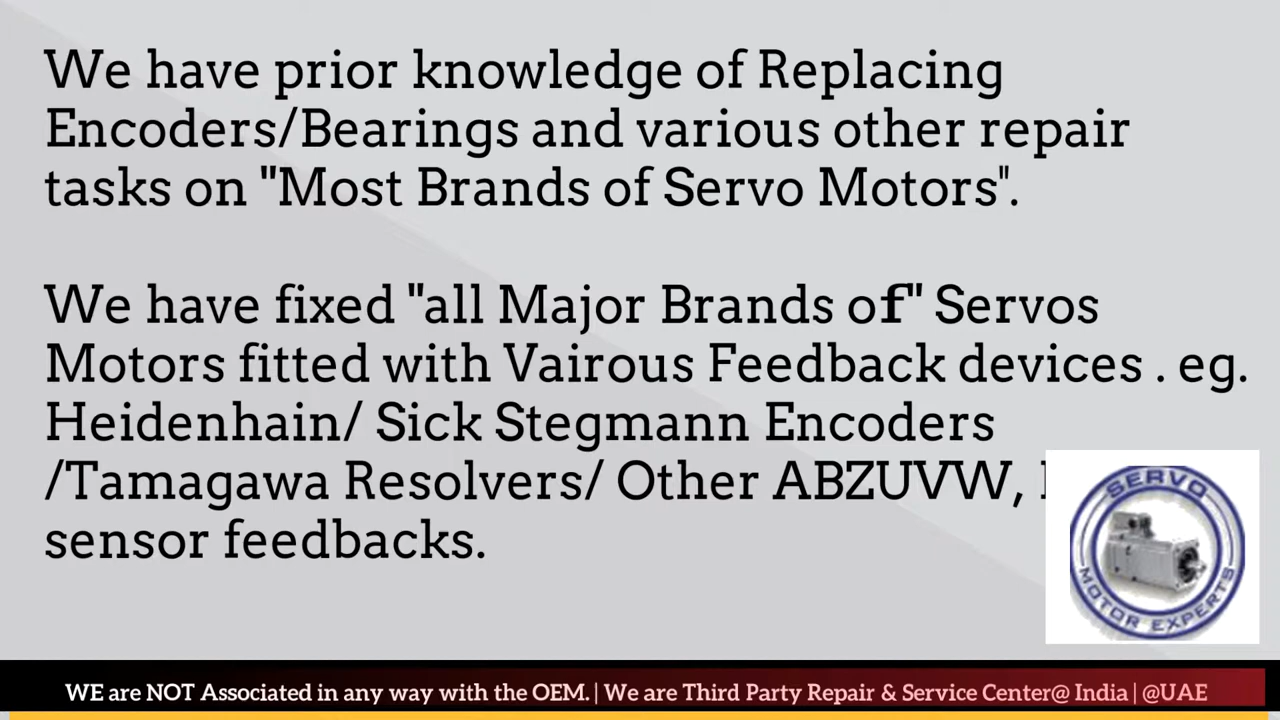 We have prior knowledge of Replacing
Encoders/Bearings and various other repair
tasks on "Most Brands of Servo Motors".
We have fixed "all Major Brands of" Servos
Motors fitted with Vairous Feedback devices . eg.
Heidenhain/ Sick Stegmann Encoders
/Tamagawa Resolvers/ Other ABZUVW,
sensor feedbacks.
SERVO
MOTOR EXPERTS
WE are NOT Associated in any way with the OEM. | We are Third Party Repair & Service Center@ India | @UAE